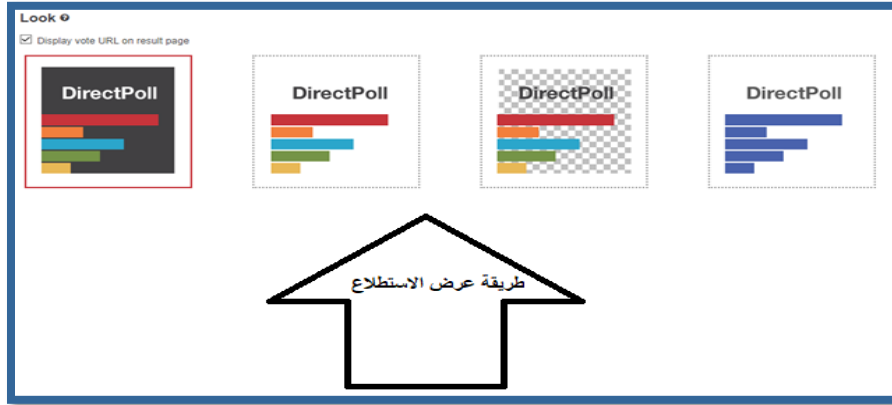 Look
Display vote URL on result page
DirectPoll
DirectPoll
DirectPoll
DirectPoll
طريقة عرض الاستطلاع